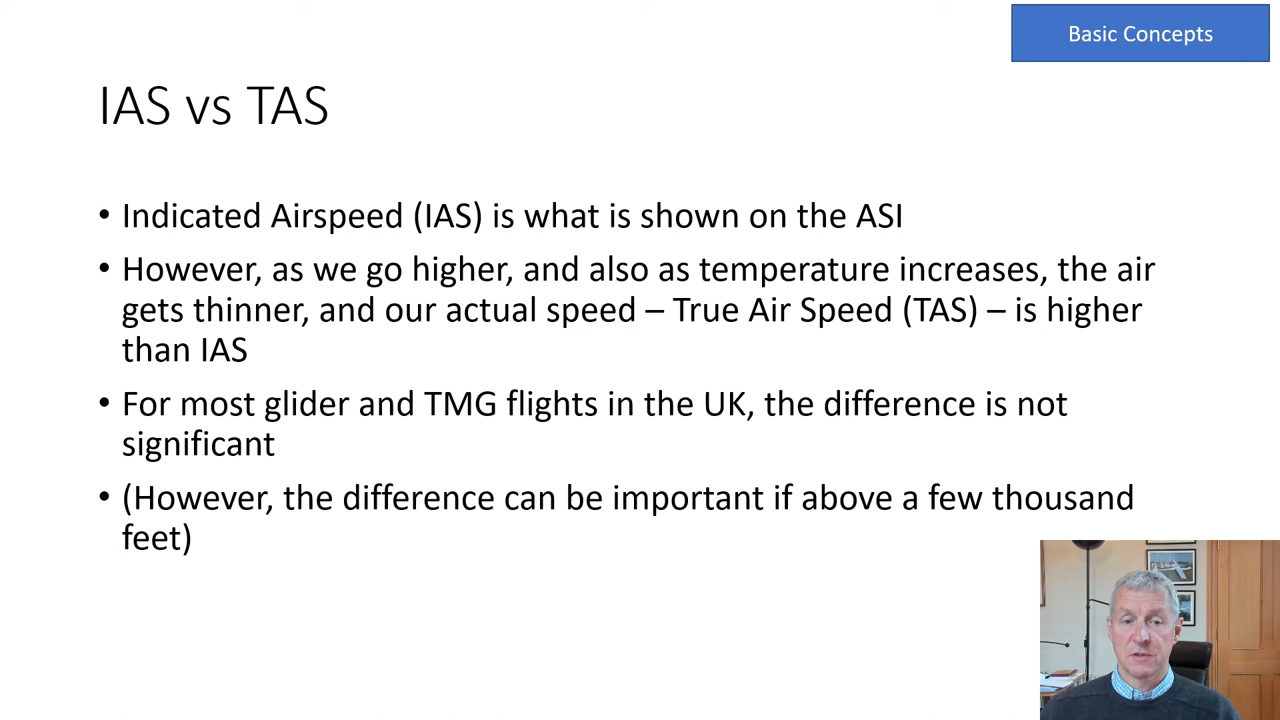 Basic Concepts
IAS vs TAS
• Indicated Airspeed (IAS) is what is shown on the ASI
• However, as we go higher, and also as temperature increases, the air
gets thinner, and our actual speed – True Air Speed (TAS) – is higher
than IAS
• For most glider and TMG flights in the UK, the difference is not
significant
• (However, the difference can be important if above a few thousand
feet)